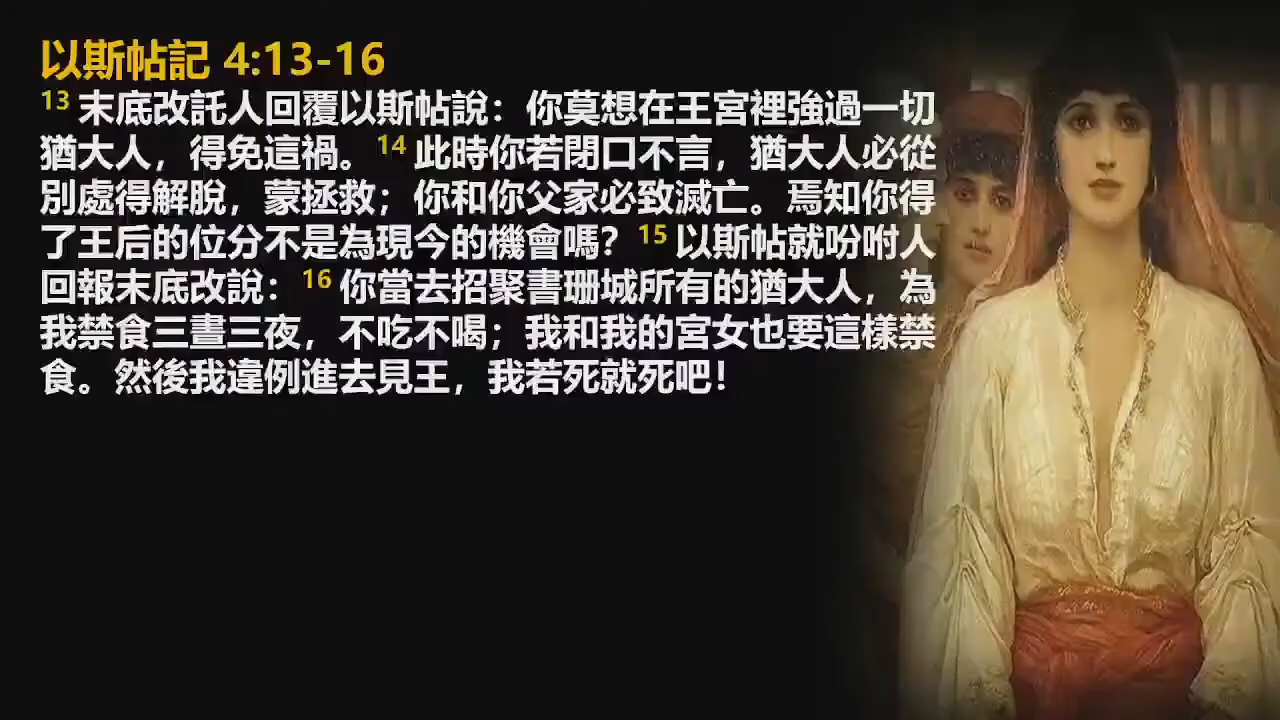 以斯帖記 4:13-16
13 末底改託人回覆以斯帖說：你莫想在王宮裡強過一切
猶大人，得免這禍。14 此時你若閉口不言，猶大人必從
別處得解脫，蒙拯救；你和你父家必致滅亡。焉知你得
了王后的位分不是為現今的機會嗎？15 以斯帖就吩咐人
回報末底改說：16 你當去招聚書珊城所有的猶大人，為
我禁食三晝三夜，不吃不喝；我和我的宮女也要這樣禁
食。然後我違例進去見王，我若死就死吧！